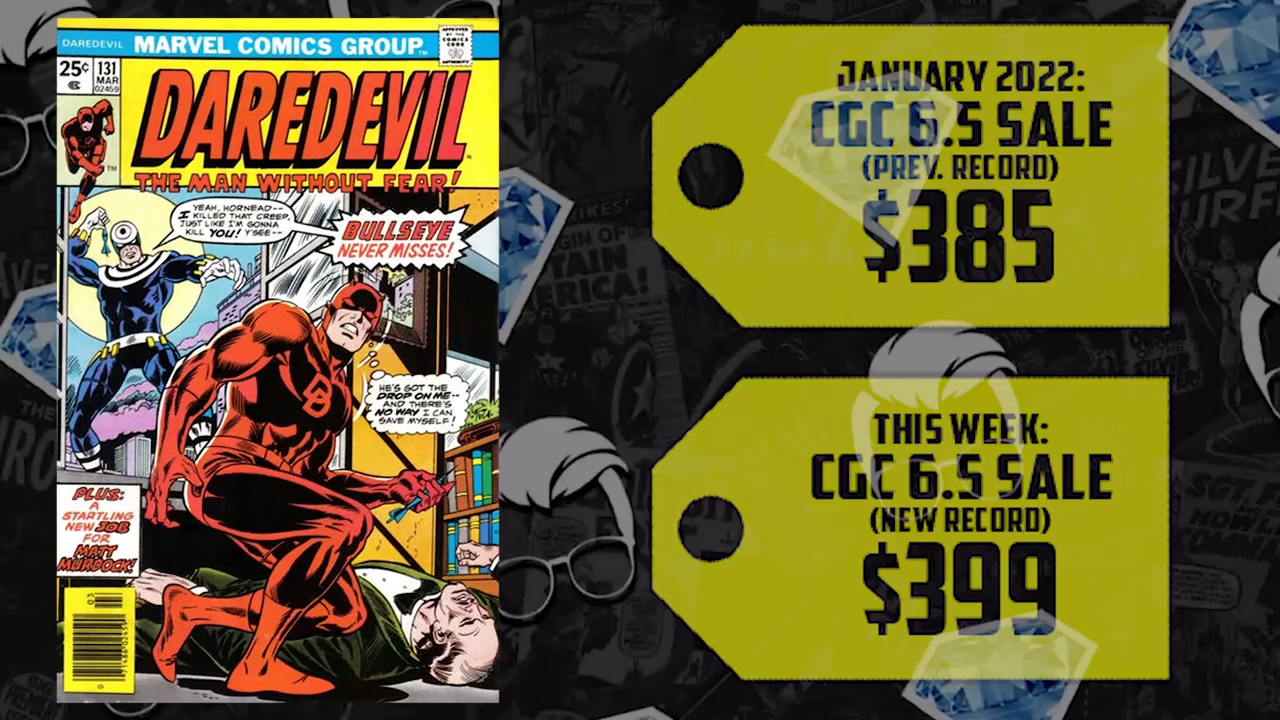 DAREDEVIL MARVEL COMICS GROUP™
APPROVED
BY THE
COMICS
CODE
AUTHORITY
25¢
131
MAR
02459
DAREDEVIL
THE MAN WITHOUT FEAR!
YEAH, HORNEAD--
I KILLED THAT CREEP,
JUST LIKE I'M GONNA
KILL YOU! Y'SEE--
BULLSEYE
NEVER MISSES!
HE'S GOT THE
DROP ON ME--
AND THERE'S
NO WAY I CAN
SAVE MYSELF!
PLUS:
A
STARTLING
NEW JOB
FOR
MATT
MURDOCK!
03
JANUARY 2022:
CGC 6.5 SALE
(PREV. RECORD)
$385
THIS WEEK:
CGC 6.5 SALE
(NEW RECORD)
$399